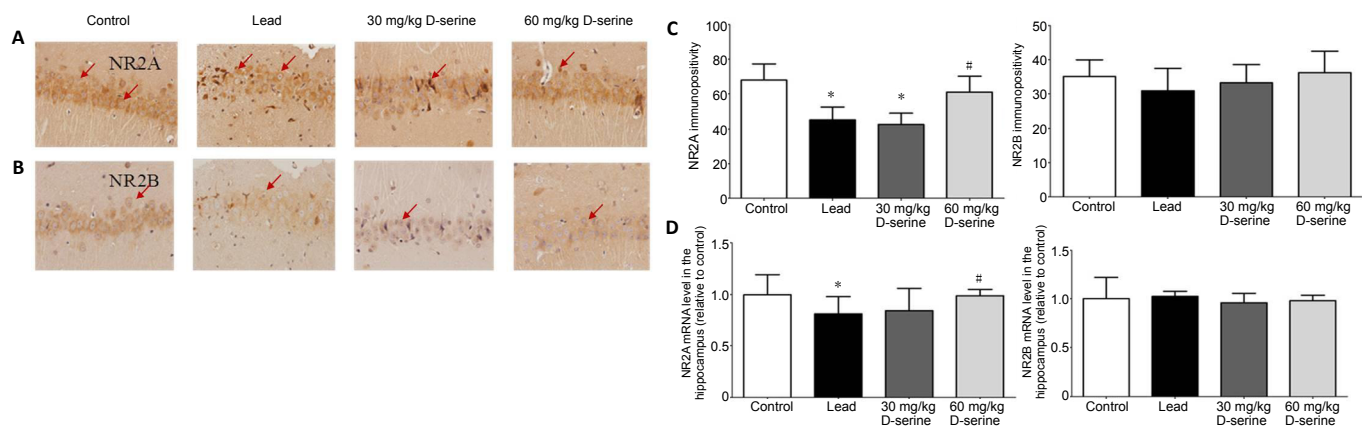 Control Lead 30 mg/kg D-serine 60 mg/kg D-serine
A
NR2A
B
NR2B
C
NR2A immunopositivity
100
80
60
40
20
0
*
*
#
Control Lead 30 mg/kg 60 mg/kg
D-serine D-serine
NR2B immunopositivity
50
40
30
20
10
0
Control Lead 30 mg/kg 60 mg/kg
D-serine D-serine
D
NR2A mRNA level in the
hippocampus (relative to control)
1.5
1.0
0.5
0
*
#
Control Lead 30 mg/kg 60 mg/kg
D-serine D-serine
NR2B mRNA level in the
hippocampus (relative to control)
1.5
1.0
0.5
0
Control Lead 30 mg/kg 60 mg/kg
D-serine D-serine